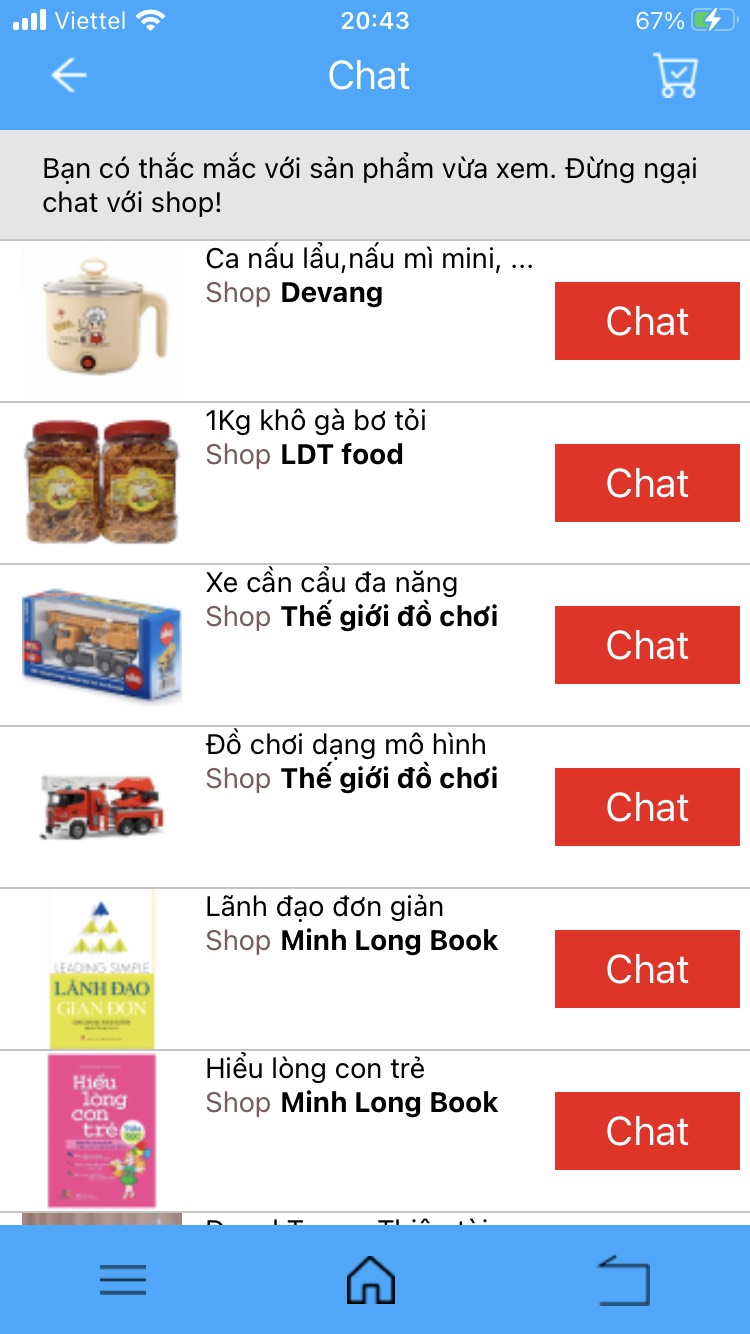 Viettel 20:43 67%
Chat
Bạn có thắc mắc với sản phẩm vừa xem. Đừng ngại
chat với shop!
Ca nấu lẩu,nấu mì mini, ...
Shop Devang
Chat
1Kg khô gà bơ tỏi
Shop LDT food
Chat
Xe cần cẩu đa năng
Shop Thế giới đồ chơi
Chat
Đồ chơi dạng mô hình
Shop Thế giới đồ chơi
Chat
LEADING SIMPLE
LÃNH ĐẠO
GIẢN ĐƠN
Lãnh đạo đơn giản
Shop Minh Long Book
Chat
Hiểu
lòng
con
trẻ
Hiểu lòng con trẻ
Shop Minh Long Book
Chat